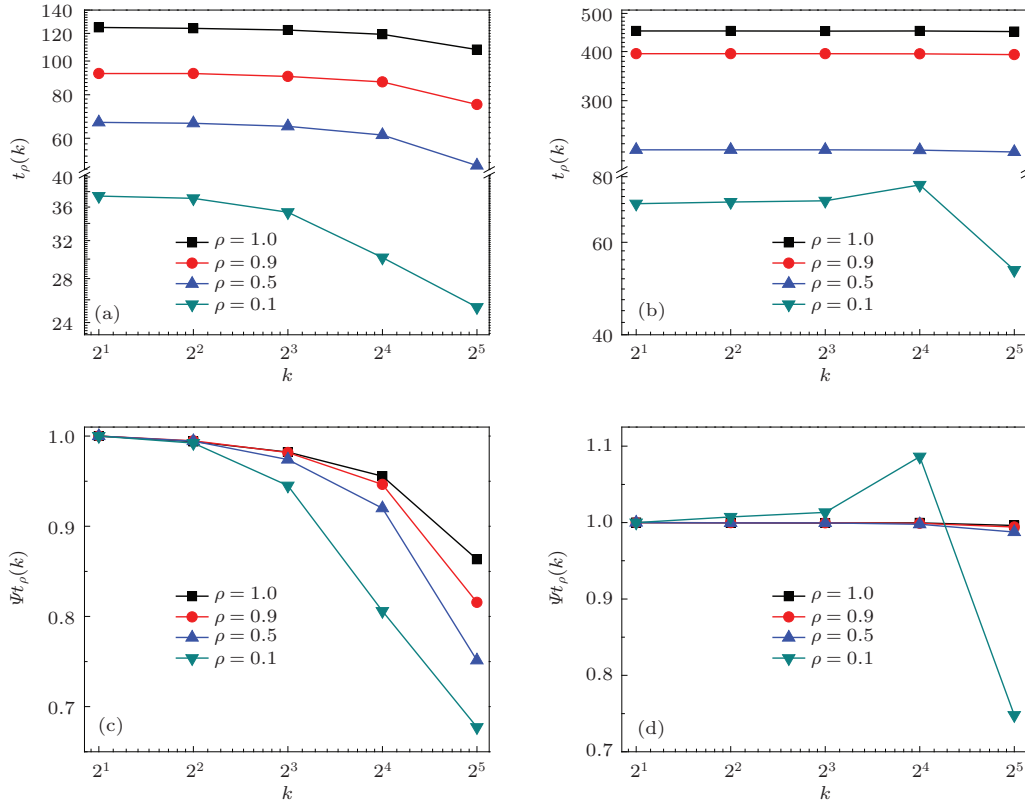 140
120
100
80
60
40
36
32
28
24
t_ρ(k)
ρ = 1.0
ρ = 0.9
ρ = 0.5
ρ = 0.1
(a)
2^1 2^2 2^3 2^4 2^5
k
500
400
300
80
60
40
t_ρ(k)
ρ = 1.0
ρ = 0.9
ρ = 0.5
ρ = 0.1
(b)
2^1 2^2 2^3 2^4 2^5
k
1.0
0.9
0.8
0.7
Ψt_ρ(k)
ρ = 1.0
ρ = 0.9
ρ = 0.5
ρ = 0.1
(c)
2^1 2^2 2^3 2^4 2^5
k
1.1
1.0
0.9
0.8
0.7
Ψt_ρ(k)
ρ = 1.0
ρ = 0.9
ρ = 0.5
ρ = 0.1
(d)
2^1 2^2 2^3 2^4 2^5
k